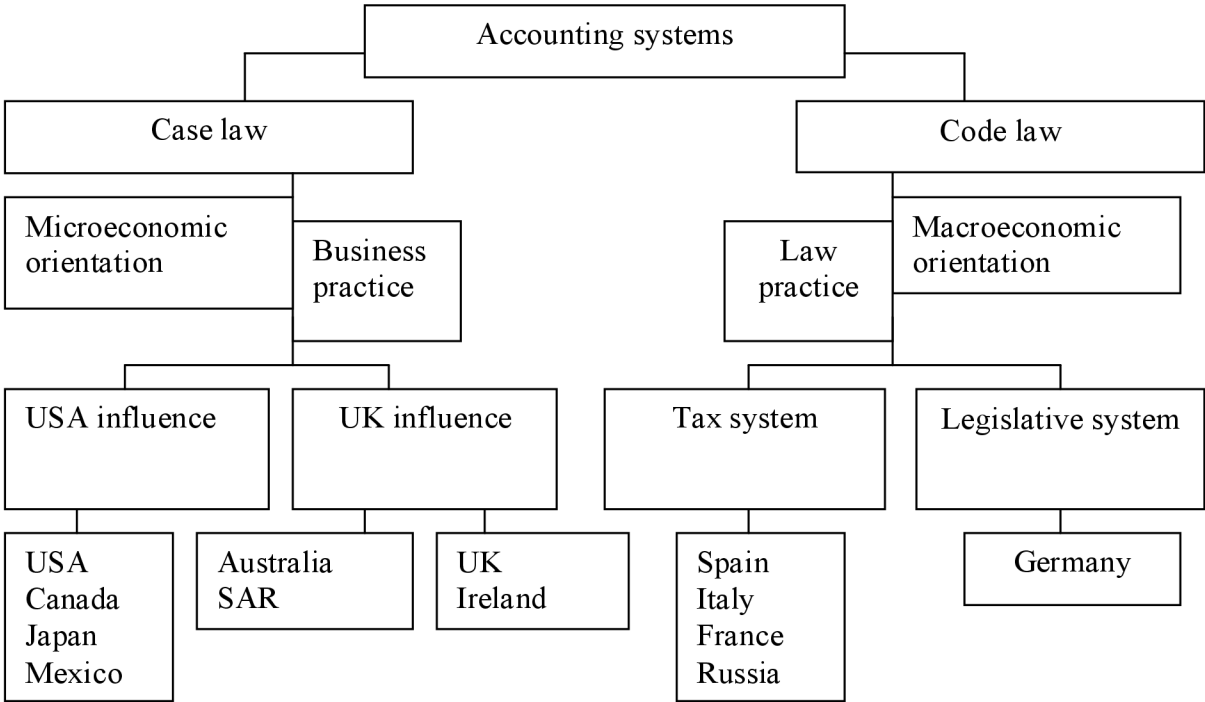 Accounting systems
Case law
Code law
Microeconomic
orientation
Business
practice
Law
practice
Macroeconomic
orientation
USA influence
UK influence
Tax system
Legislative system
USA
Canada
Japan
Mexico
Australia
SAR
UK
Ireland
Spain
Italy
France
Russia
Germany